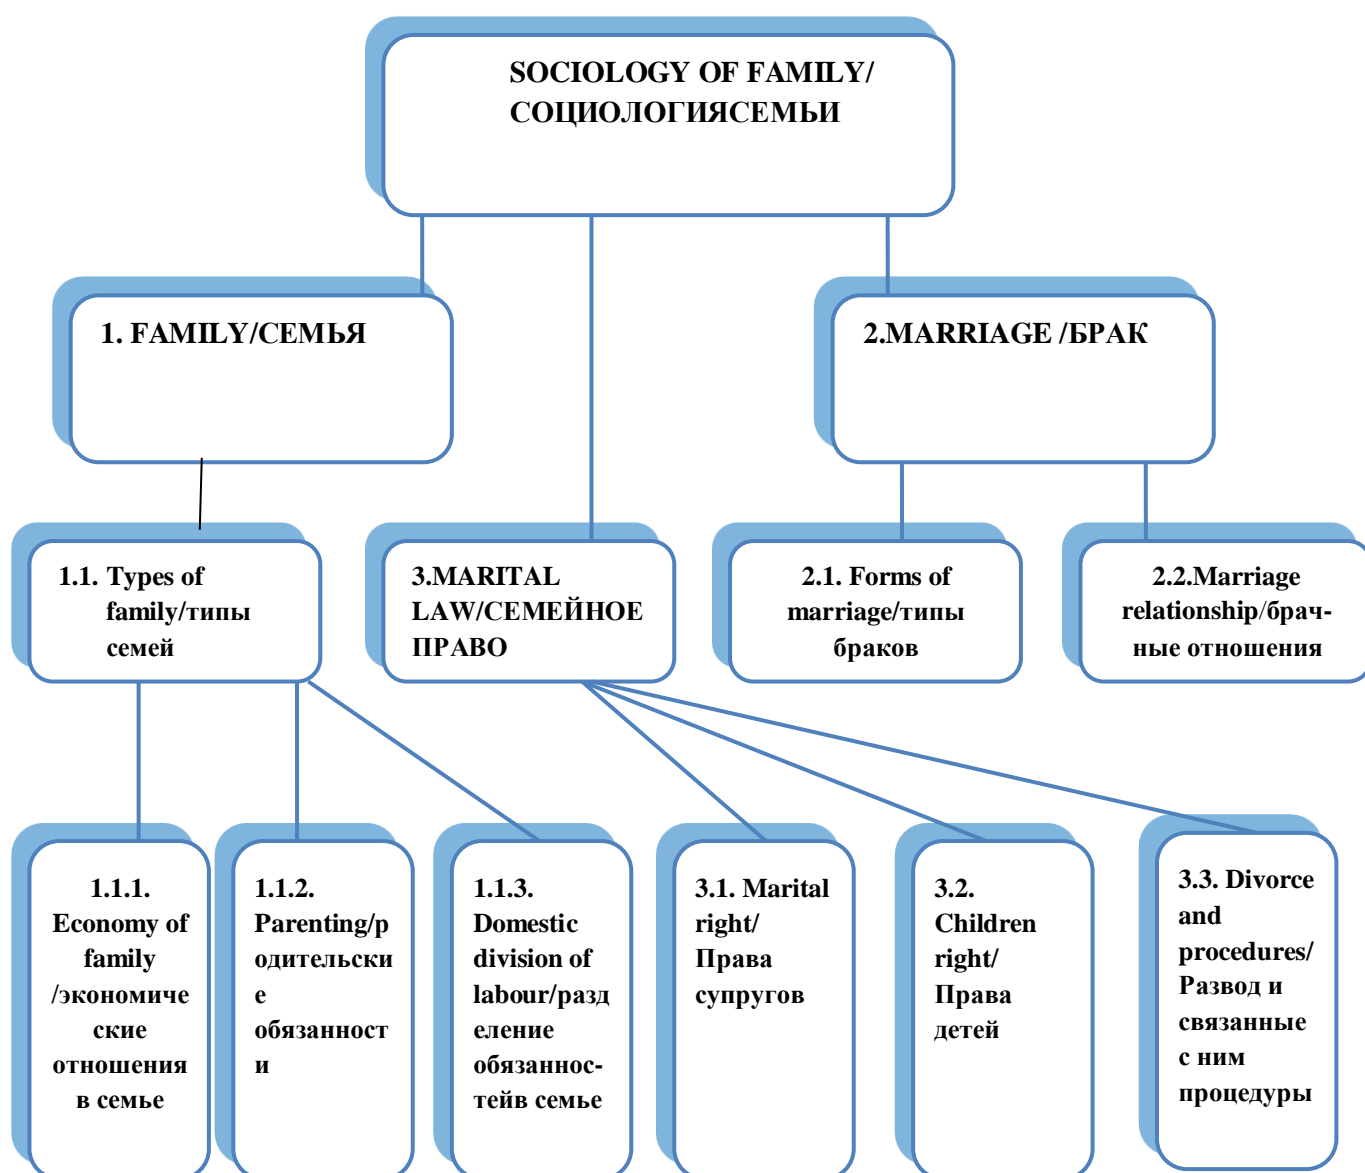 SOCIOLOGY OF FAMILY/
СОЦИОЛОГИЯСЕМЬИ
1. FAMILY/СЕМЬЯ
2.MARRIAGE /БРАК
1.1. Types of
family/типы
семей
3.MARITAL
LAW/СЕМЕЙНОЕ
ПРАВО
2.1. Forms of
marriage/типы
браков
2.2.Marriage
relationship/брач-
ные отношения
1.1.1.
Economy of
family
/экономиче
ские
отношения
в семье
1.1.2.
Parenting/р
одительски
е
обязанност
и
1.1.3.
Domestic
division of
labour/разд
еление
обязаннос-
тейв семье
3.1. Marital
right/
Права
супругов
3.2.
Children
right/
Права
детей
3.3. Divorce
and
procedures/
Развод и
связанные
с ним
процедуры